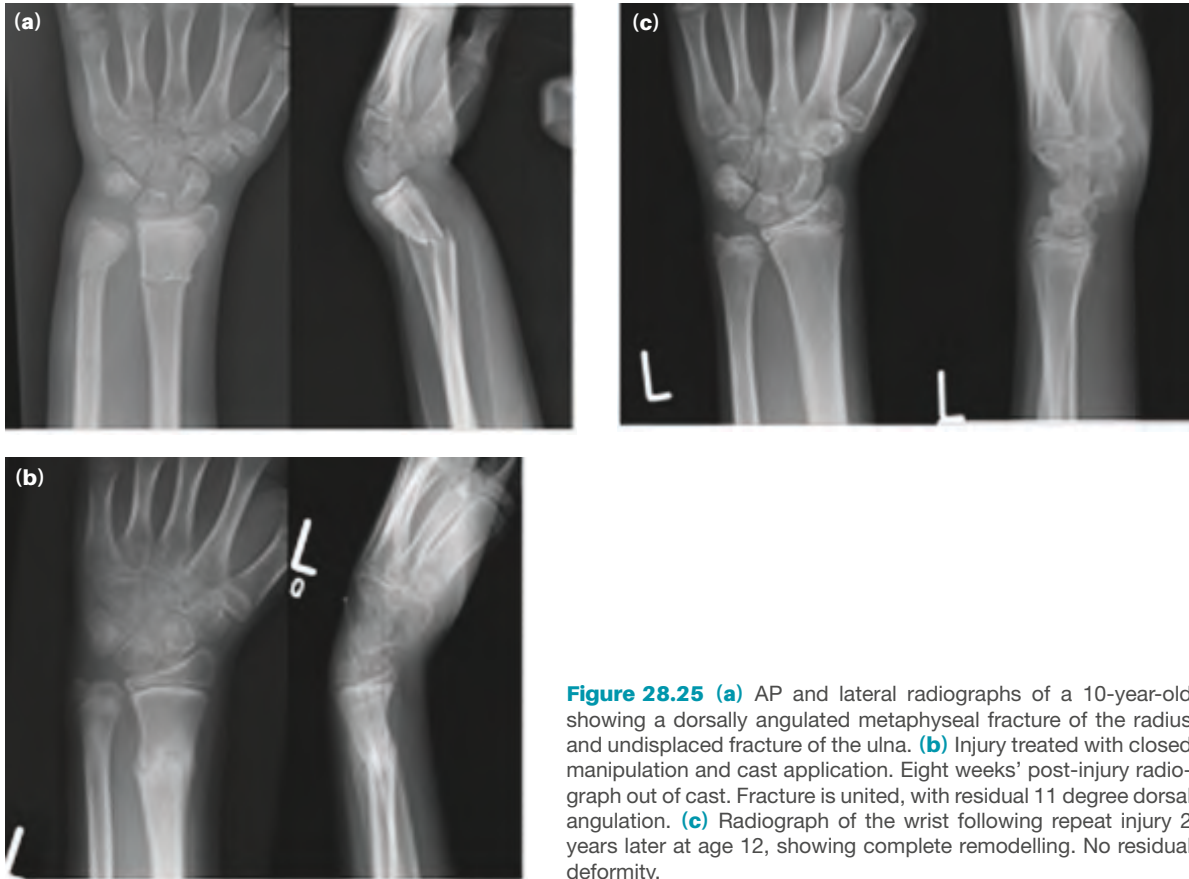 (a)
(c)
L
L
(b)
L
0
L
Figure 28.25 (a) AP and lateral radiographs of a 10-year-old
showing a dorsally angulated metaphyseal fracture of the radius
and undisplaced fracture of the ulna. (b) Injury treated with closed
manipulation and cast application. Eight weeks' post-injury radio-
graph out of cast. Fracture is united, with residual 11 degree dorsal
angulation. (c) Radiograph of the wrist following repeat injury 2
years later at age 12, showing complete remodelling. No residual
deformity.